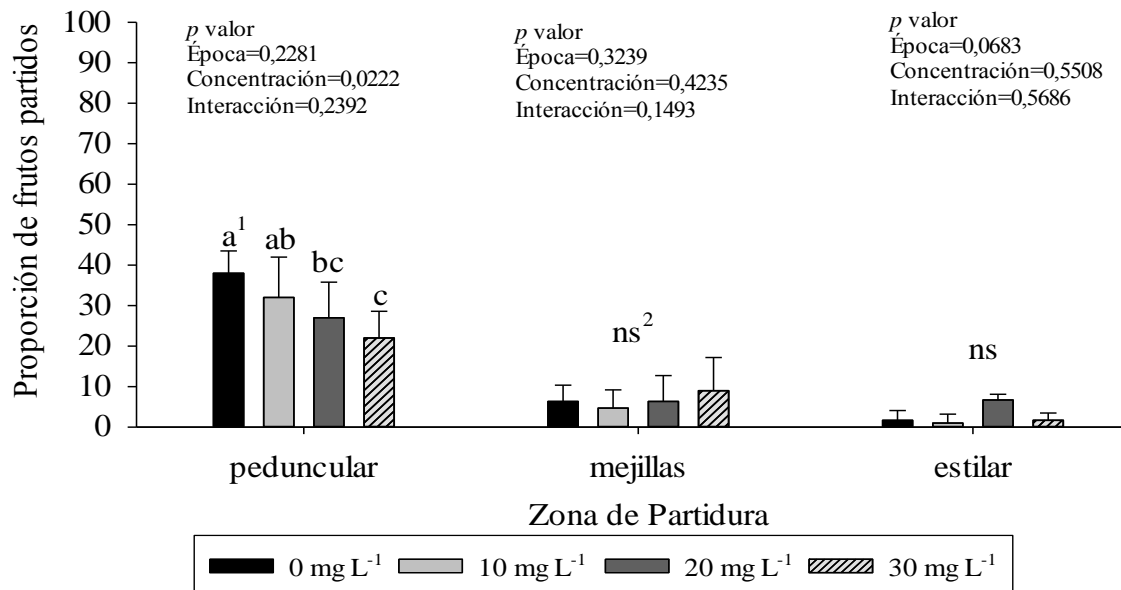 Proporción de frutos partidos
100
90
80
70
60
50
40
30
20
10
0
p valor
Época=0,2281
Concentración=0,0222
Interacción=0,2392
p valor
Época=0,3239
Concentración=0,4235
Interacción=0,1493
p valor
Época=0,0683
Concentración=0,5508
Interacción=0,5686
a¹
ab
bc
c
ns²
ns
peduncular
mejillas
estilar
Zona de Partidura
0 mg L⁻¹
10 mg L⁻¹
20 mg L⁻¹
30 mg L⁻¹